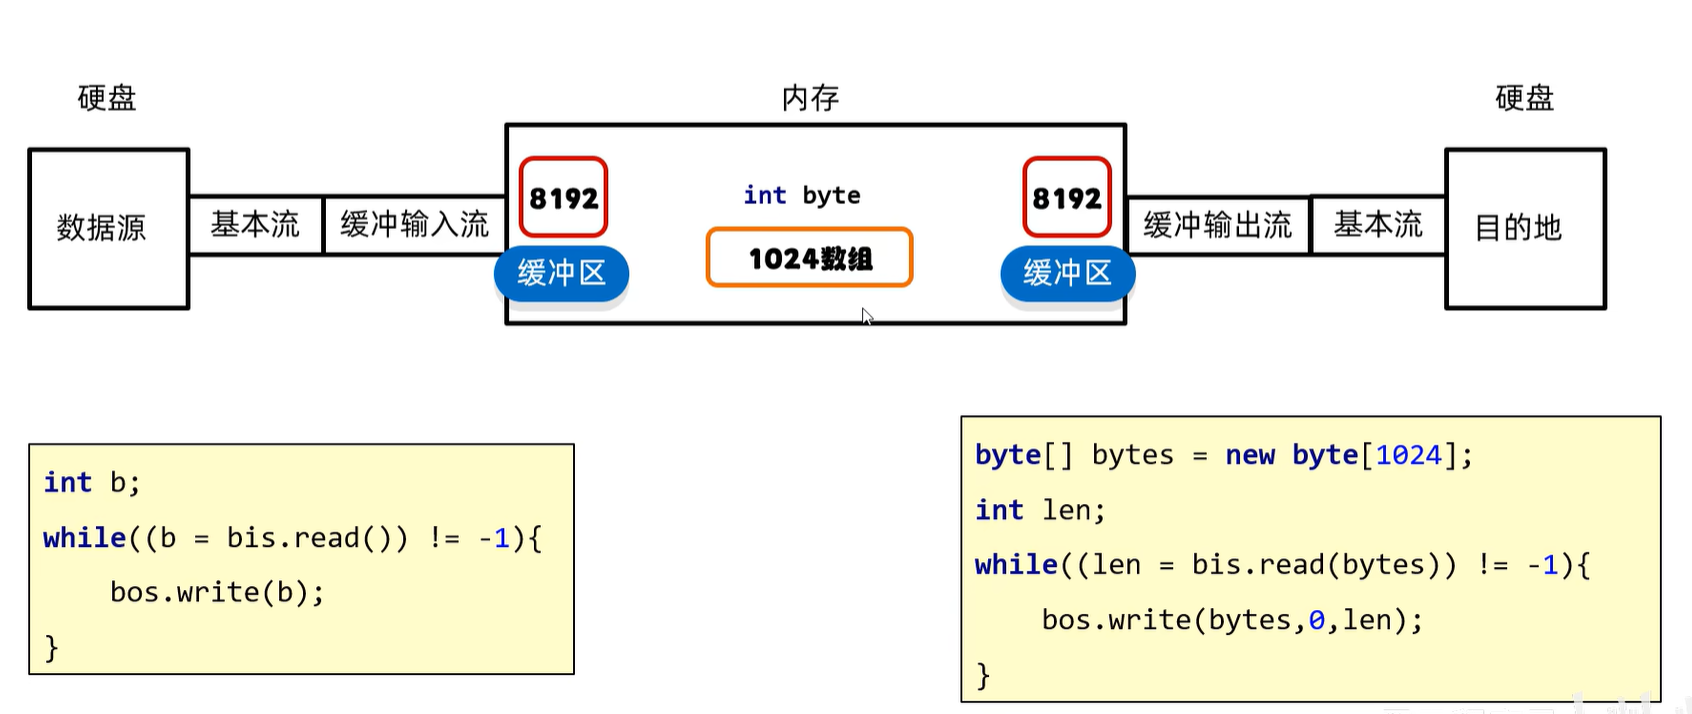 硬盘
内存
硬盘
数据源
基本流
缓冲输入流
8192
缓冲区
int byte
1024数组
8192
缓冲区
缓冲输出流
基本流
目的地
int b;
while((b = bis.read()) != -1){
    bos.write(b);
}
byte[] bytes = new byte[1024];
int len;
while((len = bis.read(bytes)) != -1){
    bos.write(bytes,0,len);
}